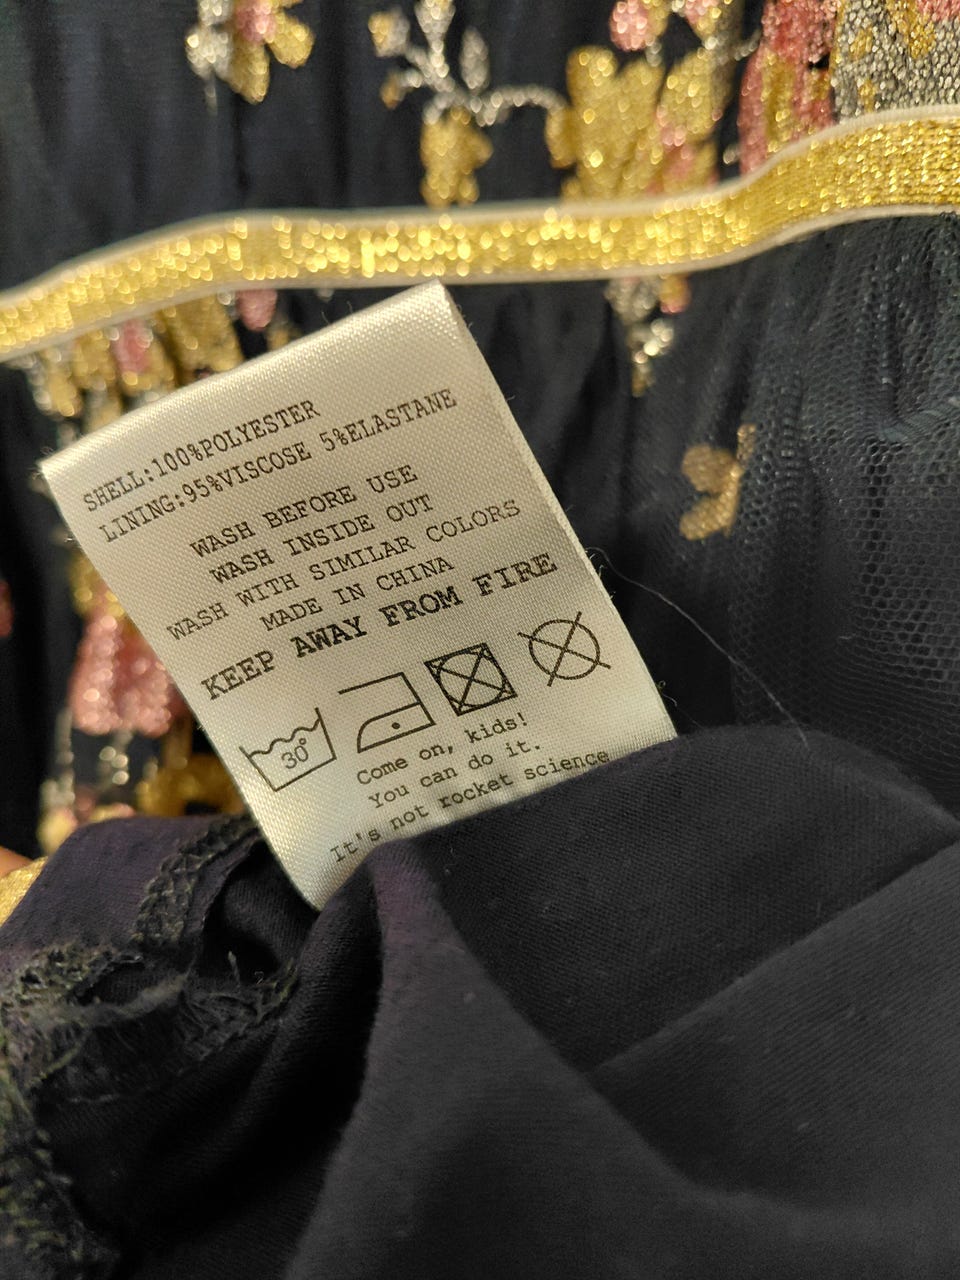 SHELL:100%POLYESTER
LINING:95%VISCOSE 5%ELASTANE
WASH BEFORE USE
WASH INSIDE OUT
WASH WITH SIMILAR COLORS
MADE IN CHINA
KEEP AWAY FROM FIRE
30°
Come on, kids!
You can do it.
It's not rocket science